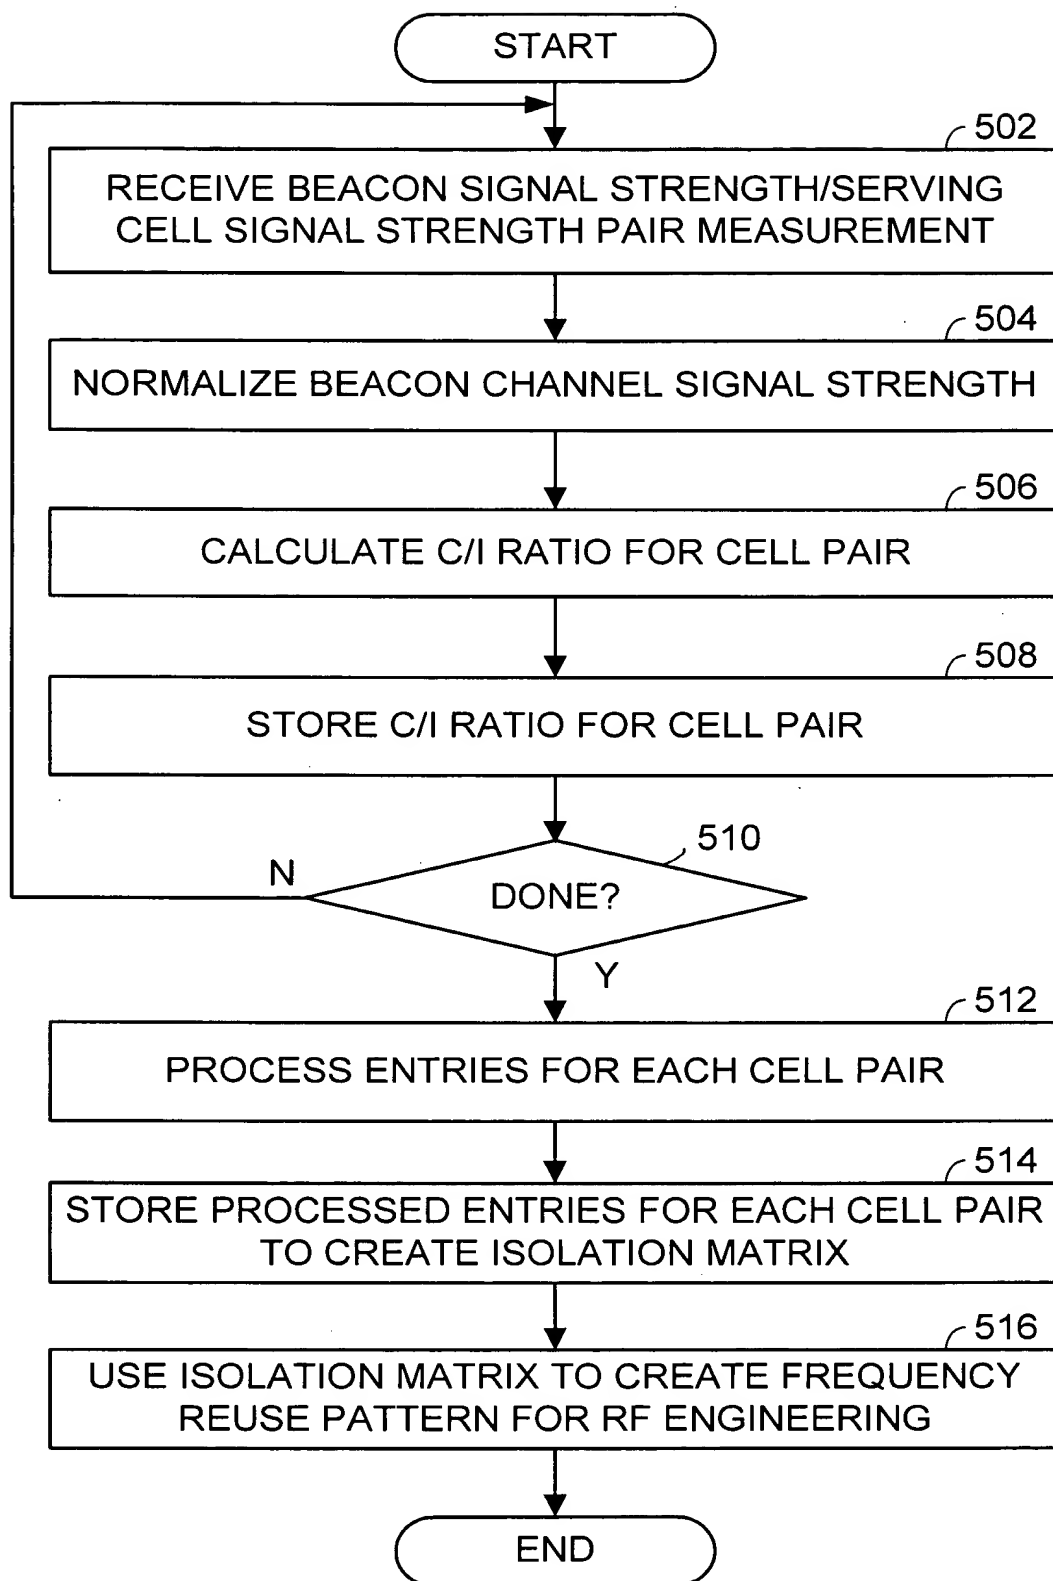 START
502
RECEIVE BEACON SIGNAL STRENGTH/SERVING
CELL SIGNAL STRENGTH PAIR MEASUREMENT
504
NORMALIZE BEACON CHANNEL SIGNAL STRENGTH
506
CALCULATE C/I RATIO FOR CELL PAIR
508
STORE C/I RATIO FOR CELL PAIR
510
N
DONE?
Y
512
PROCESS ENTRIES FOR EACH CELL PAIR
514
STORE PROCESSED ENTRIES FOR EACH CELL PAIR
TO CREATE ISOLATION MATRIX
516
USE ISOLATION MATRIX TO CREATE FREQUENCY
REUSE PATTERN FOR RF ENGINEERING
END